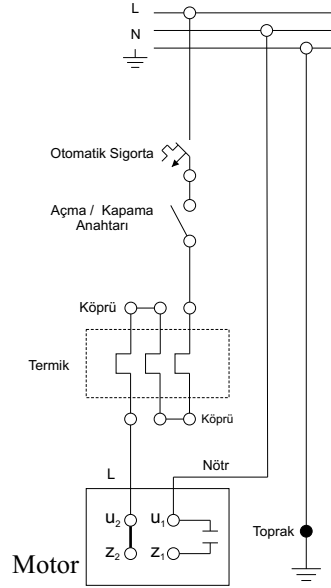 L
N
Otomatik Sigorta
Açma / Kapama
Anahtarı
Köprü
Termik
Köprü
L
Nötr
u2 u1
z2 z1
Toprak
Motor